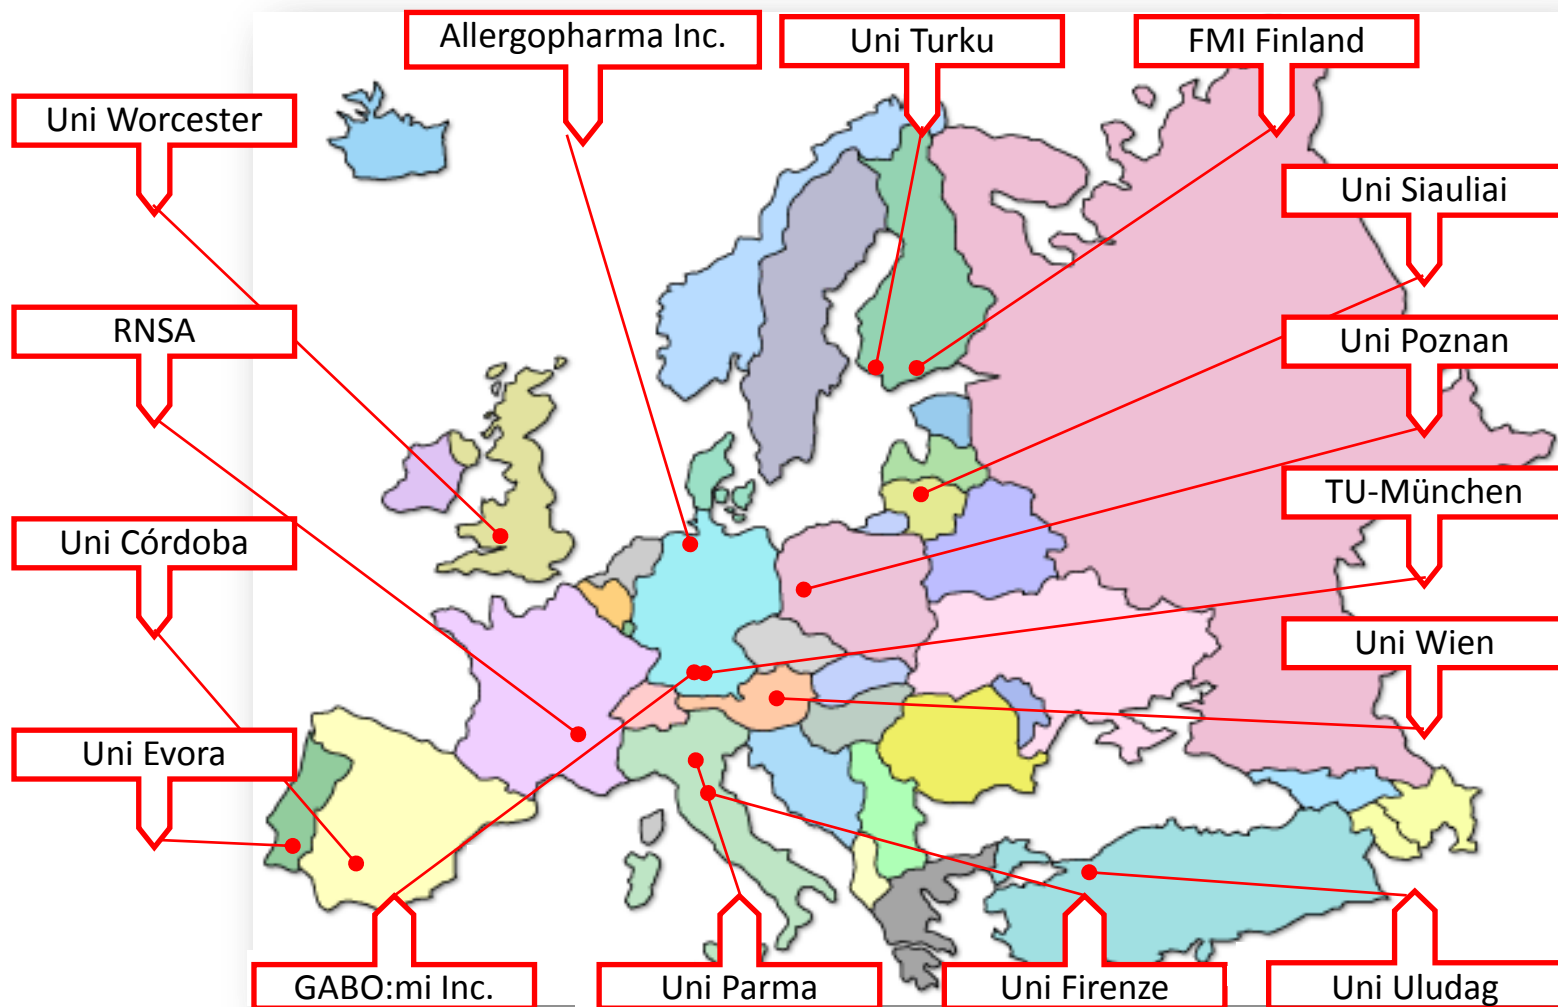 Allergopharma Inc.
Uni Turku
FMI Finland
Uni Worcester
Uni Siauliai
RNSA
Uni Poznan
TU-München
Uni Córdoba
Uni Wien
Uni Evora
GABO:mi Inc.
Uni Parma
Uni Firenze
Uni Uludag